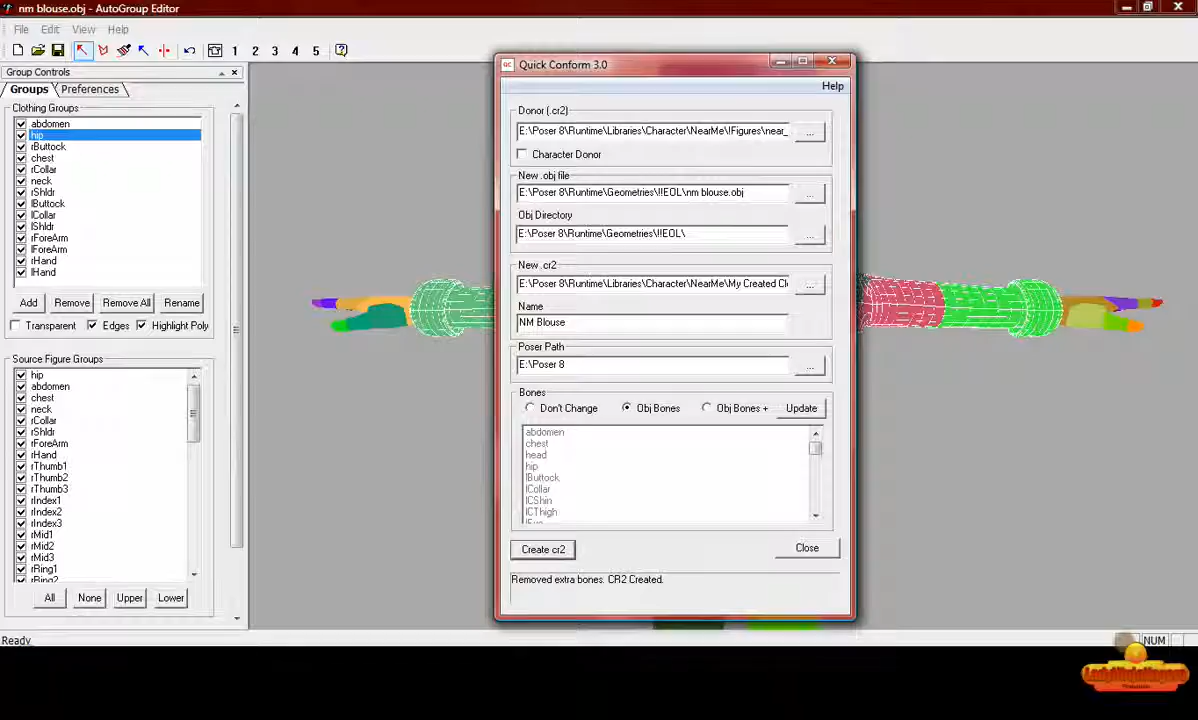 nm blouse.obj - AutoGroup Editor
File Edit View Help
1 2 3 4 5
Group Controls
Groups Preferences
Clothing Groups
abdomen
hip
rButtock
chest
rCollar
neck
rShldr
lButtock
lCollar
lShldr
rForeArm
lForeArm
rHand
lHand
Add Remove Remove All Rename
Transparent Edges Highlight Poly
Source Figure Groups
hip
abdomen
chest
neck
rCollar
rShldr
rForeArm
rHand
rThumb1
rThumb2
rThumb3
rIndex1
rIndex2
rIndex3
rMid1
rMid2
rMid3
rRing1
rRing2
All None Upper Lower
Ready
QC Quick Conform 3.0
Help
Donor (.cr2)
E:\Poser 8\Runtime\Libraries\Character\NearMe\!Figures\near_ ...
Character Donor
New .obj file
E:\Poser 8\Runtime\Geometries\!!EOL\nm blouse.obj ...
Obj Directory
E:\Poser 8\Runtime\Geometries\!!EOL\ ...
New .cr2
E:\Poser 8\Runtime\Libraries\Character\NearMe\My Created Cl ...
Name
NM Blouse
Poser Path
E:\Poser 8 ...
Bones
Don't Change Obj Bones Obj Bones + Update
abdomen
chest
head
hip
lButtock
lCollar
lCShin
lCThigh
lEye
Create cr2 Close
Removed extra bones. CR2 Created.
NUM